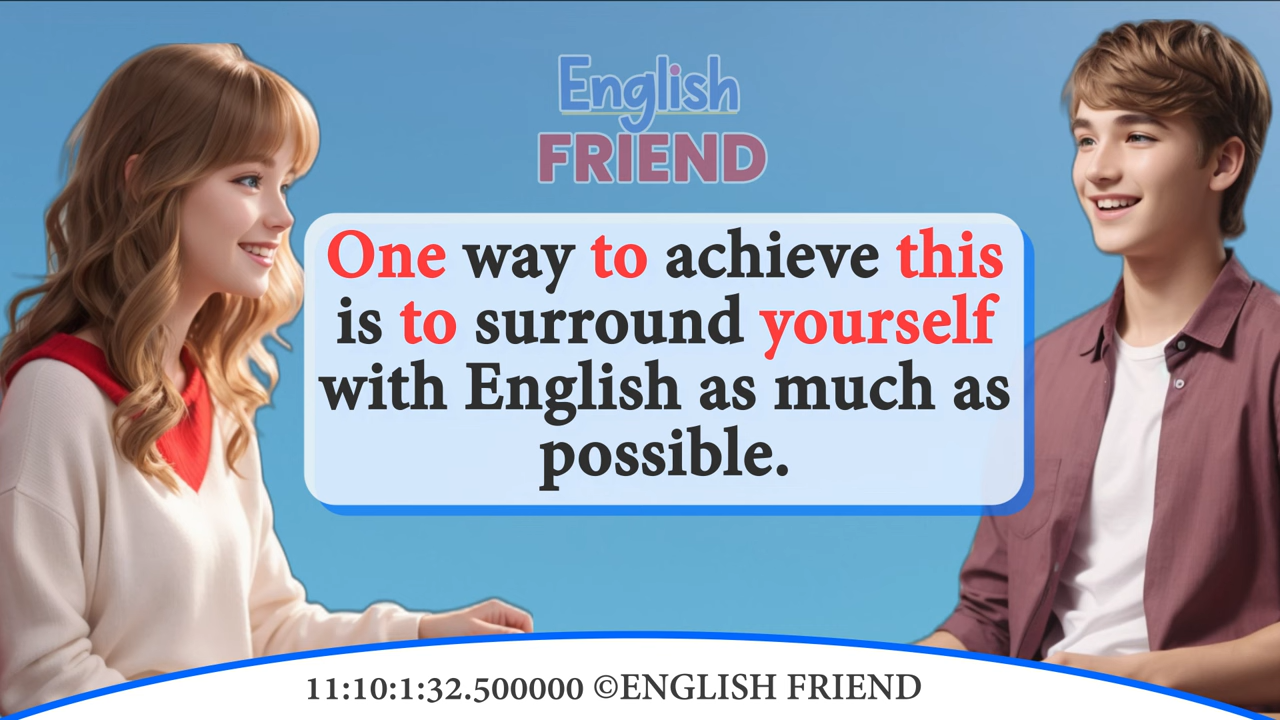 English
FRIEND
One way to achieve this
is to surround yourself
with English as much as
possible.
11:10:1:32.500000 ©ENGLISH FRIEND